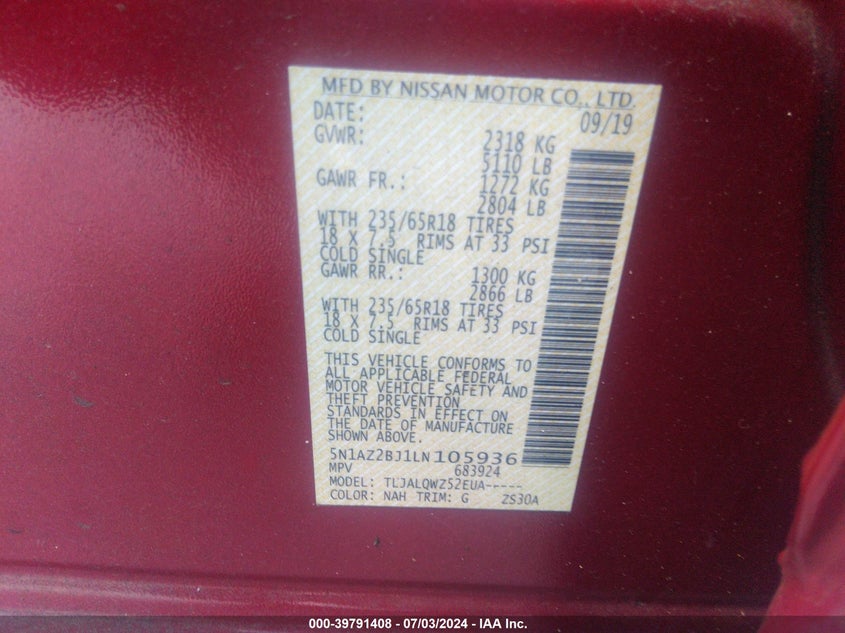 MFD BY NISSAN MOTOR CO., LTD.
DATE: 09/19
GVWR: 2318 KG
5110 LB
GAWR FR.: 1272 KG
2804 LB
WITH 235/65R18 TIRES
18 X 7.5 RIMS AT 33 PSI
COLD SINGLE
GAWR RR.: 1300 KG
2866 LB
WITH 235/65R18 TIRES
18 X 7.5 RIMS AT 33 PSI
COLD SINGLE
THIS VEHICLE CONFORMS TO
ALL APPLICABLE FEDERAL
MOTOR VEHICLE SAFETY AND
THEFT PREVENTION
STANDARDS IN EFFECT ON
THE DATE OF MANUFACTURE
SHOWN ABOVE.
5N1AZ2BJ1LN105936
MPV 683924
MODEL: TLJALQWZ52EUA-----
COLOR: NAH TRIM: G ZS30A
000-39791408 - 07/03/2024 - IAA Inc.